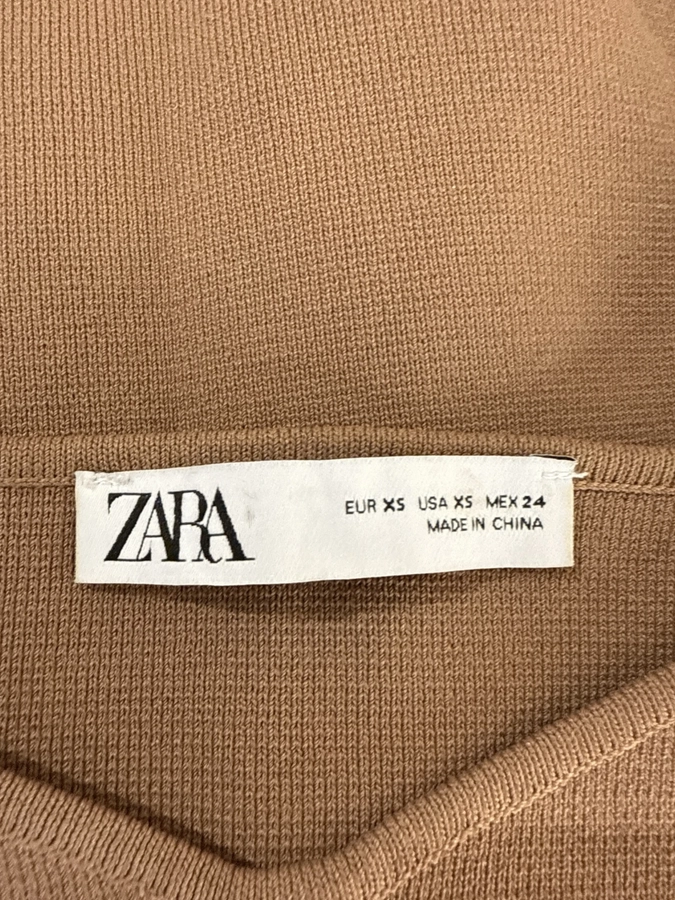 ZARA
EUR XS USA XS MEX 24
MADE IN CHINA